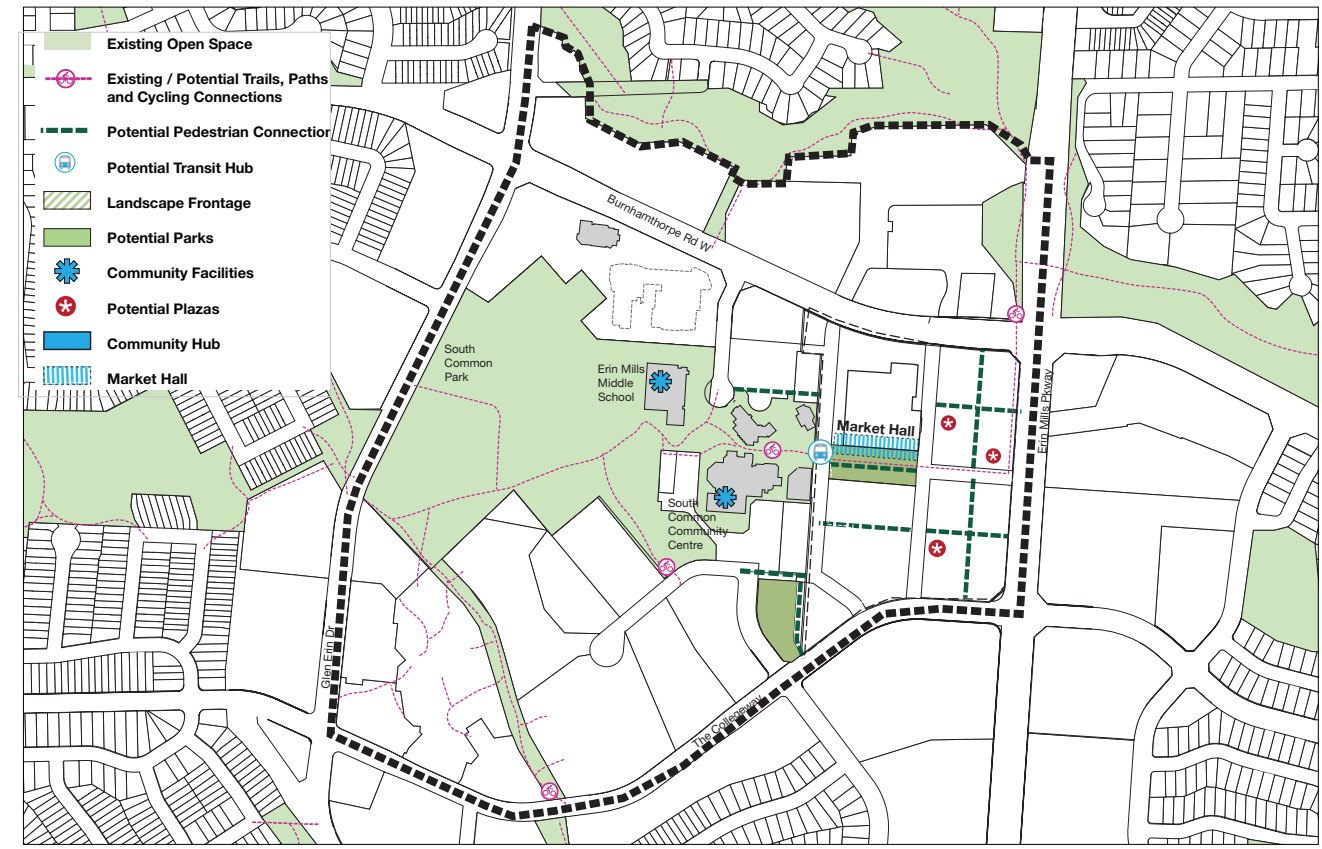 Existing Open Space
Existing / Potential Trails, Paths
and Cycling Connections
Potential Pedestrian Connection
Potential Transit Hub
Landscape Frontage
Potential Parks
Community Facilities
Potential Plazas
Community Hub
Market Hall
Burnhamthorpe Rd W
South
Common
Park
Erin Mills
Middle
School
Market Hall
Erin Mills Pkway
South
Common
Community
Centre
Glen Erin Dr
The Collegeway